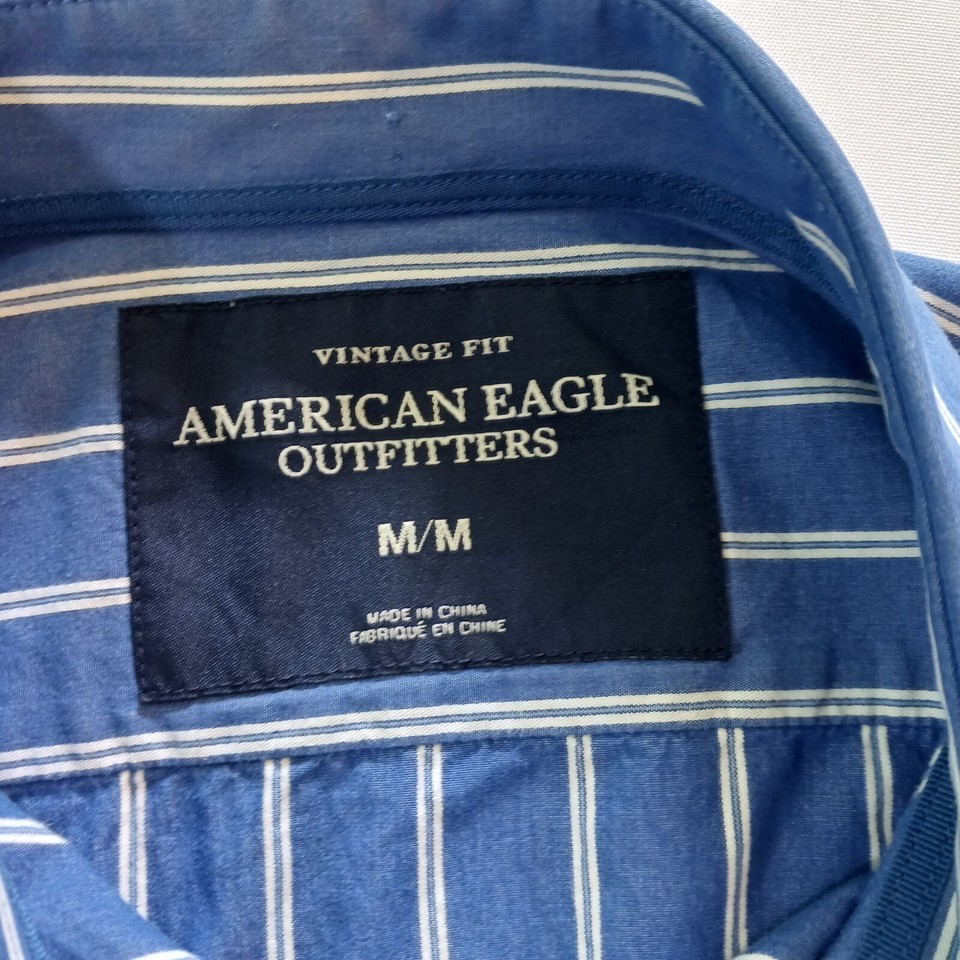 VINTAGE FIT
AMERICAN EAGLE
OUTFITTERS
M/M
MADE IN CHINA
FABRIQUÉ EN CHINE